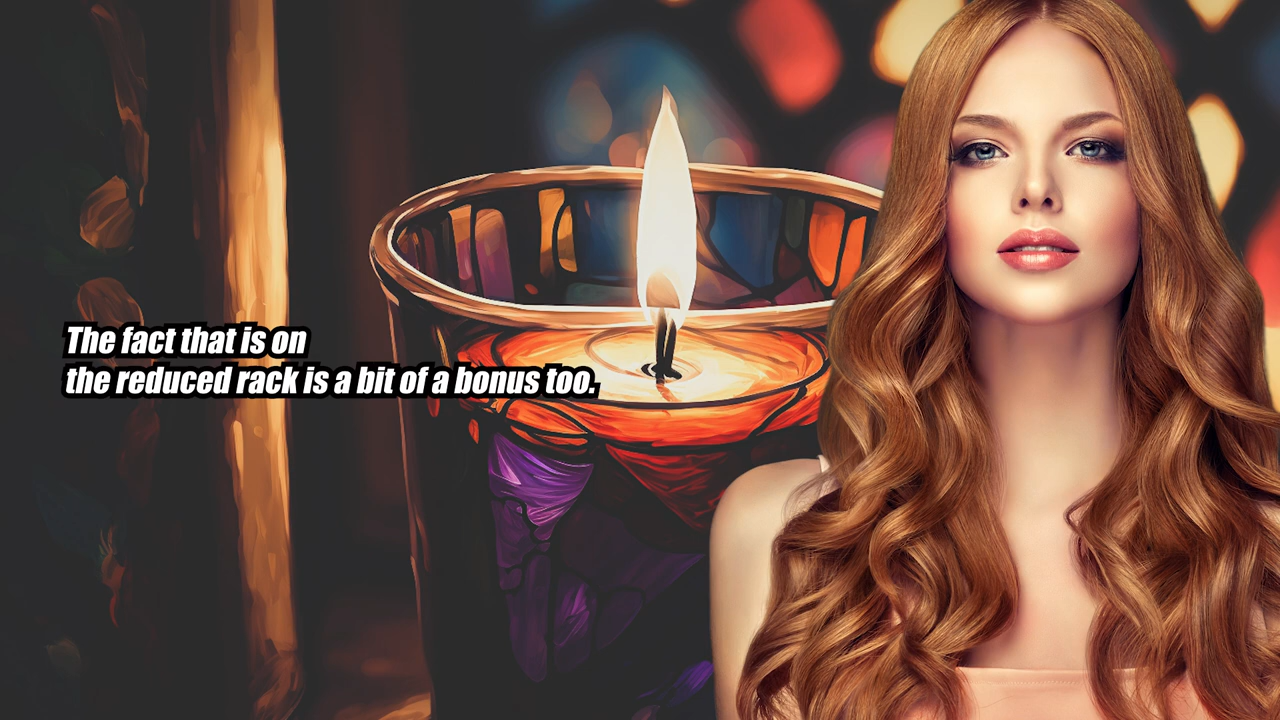 The fact that is on
the reduced rack is a bit of a bonus too.